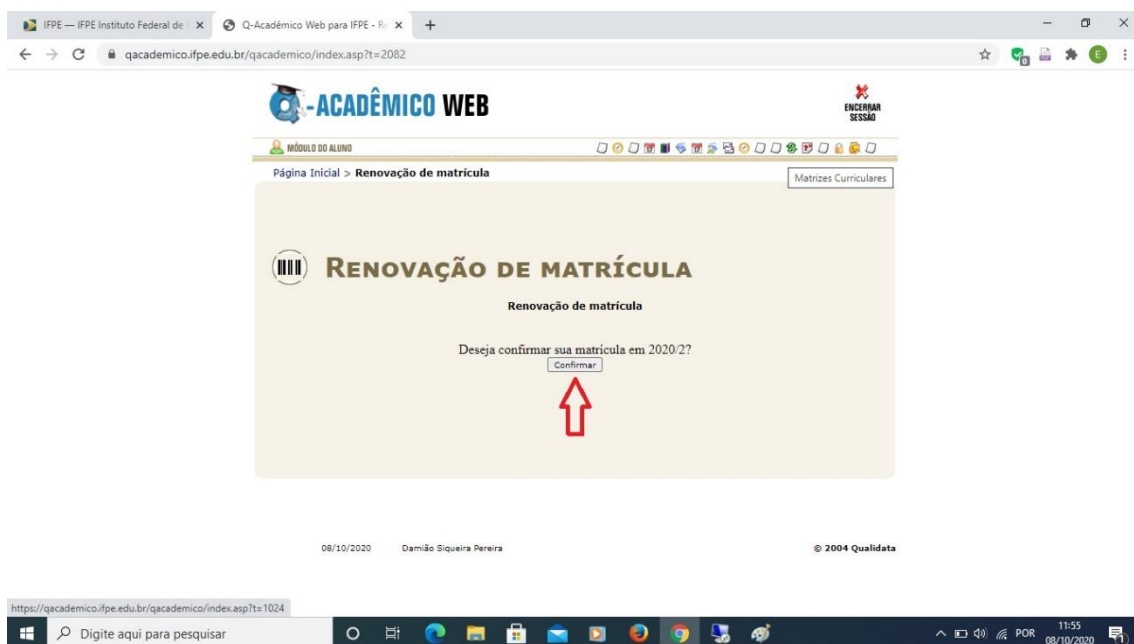 IFPE — IFPE Instituto Federal de
Q-Acadêmico Web para IFPE - Re
qacademico.ifpe.edu.br/qacademico/index.asp?t=2082
Q-ACADÊMICO WEB
ENCERRAR
SESSÃO
MÓDULO DO ALUNO
Página Inicial > Renovação de matrícula
Matrizes Curriculares
RENOVAÇÃO DE MATRÍCULA
Renovação de matrícula
Deseja confirmar sua matrícula em 2020/2?
Confirmar
08/10/2020 Damião Siqueira Pereira © 2004 Qualidata
https://qacademico.ifpe.edu.br/qacademico/index.asp?t=1024
Digite aqui para pesquisar
POR
11:55
08/10/2020